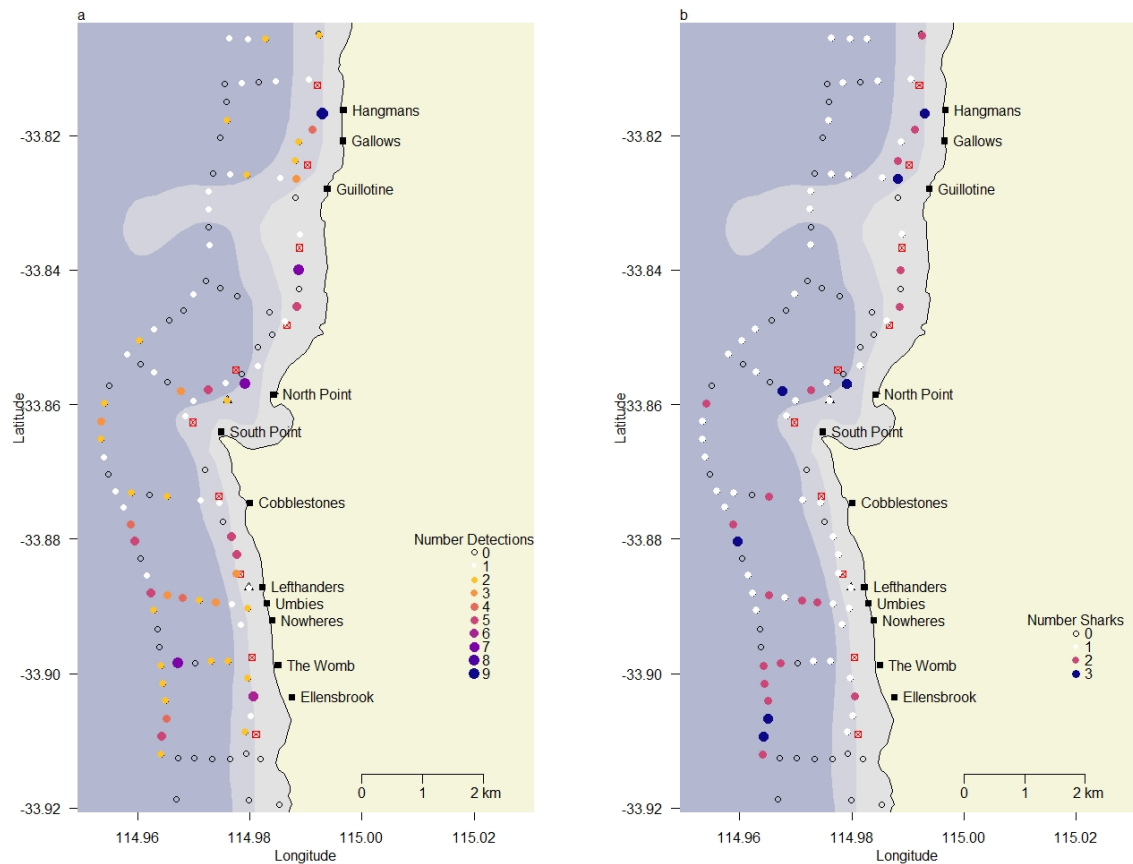 a
-33.82
-33.84
-33.86
-33.88
-33.90
-33.92
Latitude
Hangmans
Gallows
Guillotine
North Point
South Point
Cobblestones
Lefthanders
Umbies
Nowheres
The Womb
Ellensbrook
Number Detections
0
1
2
3
4
5
6
7
8
9
0 1 2 km
114.96 114.98 115.00 115.02
Longitude
b
-33.82
-33.84
-33.86
-33.88
-33.90
-33.92
Latitude
Hangmans
Gallows
Guillotine
North Point
South Point
Cobblestones
Lefthanders
Umbies
Nowheres
The Womb
Ellensbrook
Number Sharks
0
1
2
3
0 1 2 km
114.96 114.98 115.00 115.02
Longitude